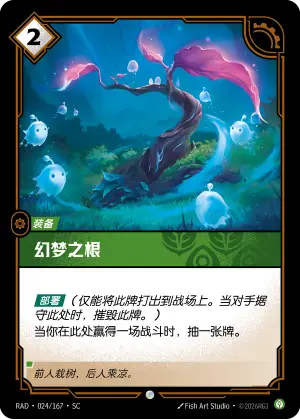 2
装备
幻梦之根
部署 (仅能将此牌打出到战场上。当对手据
守此处时，摧毁此牌。)
当你在此处赢得一场战斗时，抽一张牌。
前人栽树，后人乘凉。
RAD • 024/167 • SC Fish Art Studio • ©2026RGI